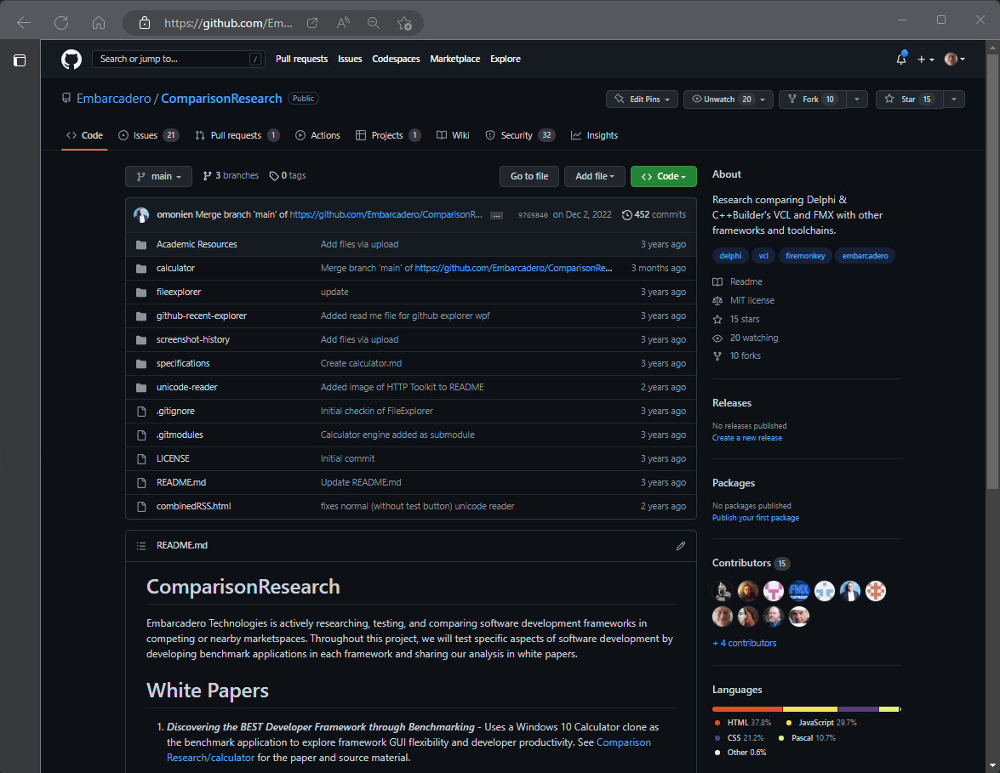 https://github.com/Em...
Search or jump to... / Pull requests Issues Codespaces Marketplace Explore
Embarcadero / ComparisonResearch Public
Edit Pins Unwatch 20 Fork 10 Star 15
Code Issues 21 Pull requests 1 Actions Projects 1 Wiki Security 32 Insights
main 3 branches 0 tags Go to file Add file Code
omonien Merge branch 'main' of https://github.com/Embarcadero/ComparisonR... ... 9769840 on Dec 2, 2022 452 commits
Academic Resources Add files via upload 3 years ago
calculator Merge branch 'main' of https://github.com/Embarcadero/ComparisonRe... 3 months ago
fileexplorer update 3 years ago
github-recent-explorer Added read me file for github explorer wpf 3 years ago
screenshot-history Add files via upload 3 years ago
specifications Create calculator.md 3 years ago
unicode-reader Added image of HTTP Toolkit to README 2 years ago
.gitignore Initial checkin of FileExplorer 3 years ago
.gitmodules Calculator engine added as submodule 3 years ago
LICENSE Initial commit 3 years ago
README.md Update README.md 3 years ago
combinedRSS.html fixes normal (without test button) unicode reader 2 years ago
README.md
ComparisonResearch
Embarcadero Technologies is actively researching, testing, and comparing software development frameworks in
competing or nearby marketspaces. Throughout this project, we will test specific aspects of software development by
developing benchmark applications in each framework and sharing our analysis in white papers.
White Papers
1. Discovering the BEST Developer Framework through Benchmarking - Uses a Windows 10 Calculator clone as
the benchmark application to explore framework GUI flexibility and developer productivity. See Comparison
Research/calculator for the paper and source material.
About
Research comparing Delphi &
C++Builder's VCL and FMX with other
frameworks and toolchains.
delphi vcl firemonkey embarcadero
Readme
MIT license
15 stars
20 watching
10 forks
Releases
No releases published
Create a new release
Packages
No packages published
Publish your first package
Contributors 15
FMX
EXPRESS
+ 4 contributors
Languages
HTML 37.8% JavaScript 29.7%
CSS 21.2% Pascal 10.7%
Other 0.6%